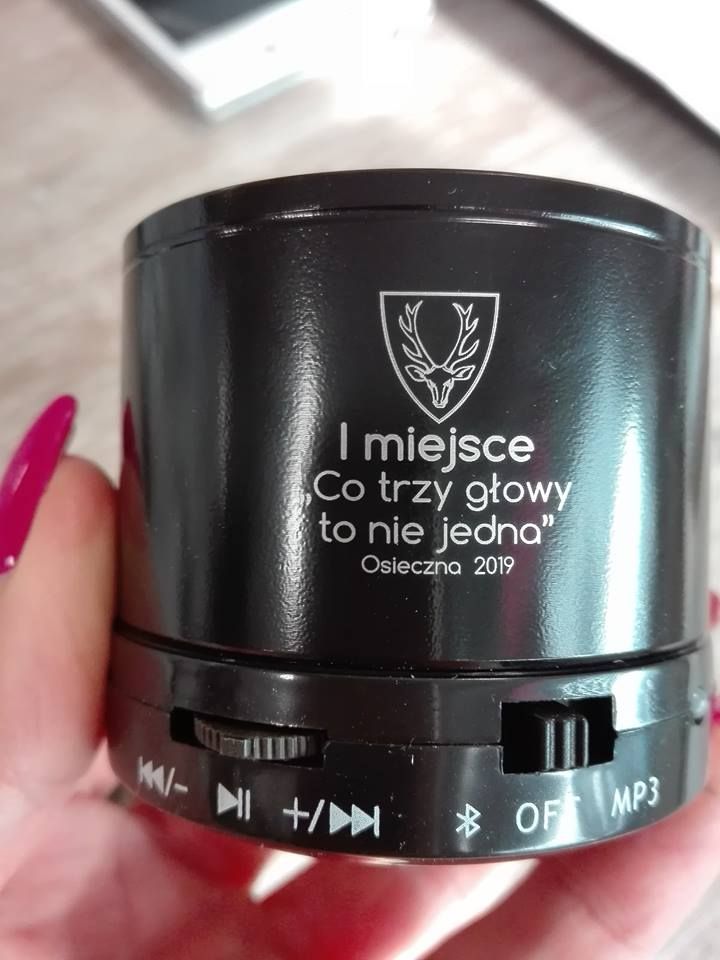 I miejsce
„Co trzy głowy
to nie jedna”
Osieczna 2019
/- +/ OFF MP3